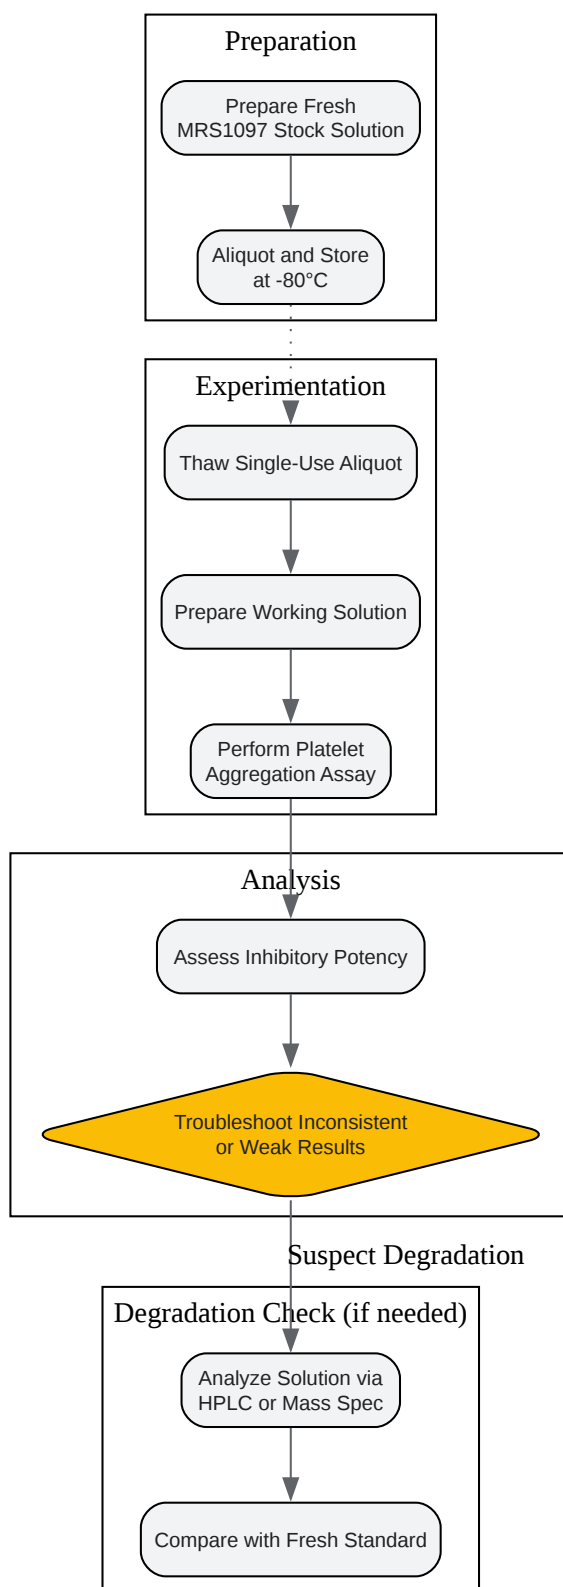 Preparation
Prepare Fresh
MRS1097 Stock Solution
Aliquot and Store
at -80°C
Experimentation
Thaw Single-Use Aliquot
Prepare Working Solution
Perform Platelet
Aggregation Assay
Analysis
Assess Inhibitory Potency
Troubleshoot Inconsistent
or Weak Results
Suspect Degradation
Degradation Check (if needed)
Analyze Solution via
HPLC or Mass Spec
Compare with Fresh Standard